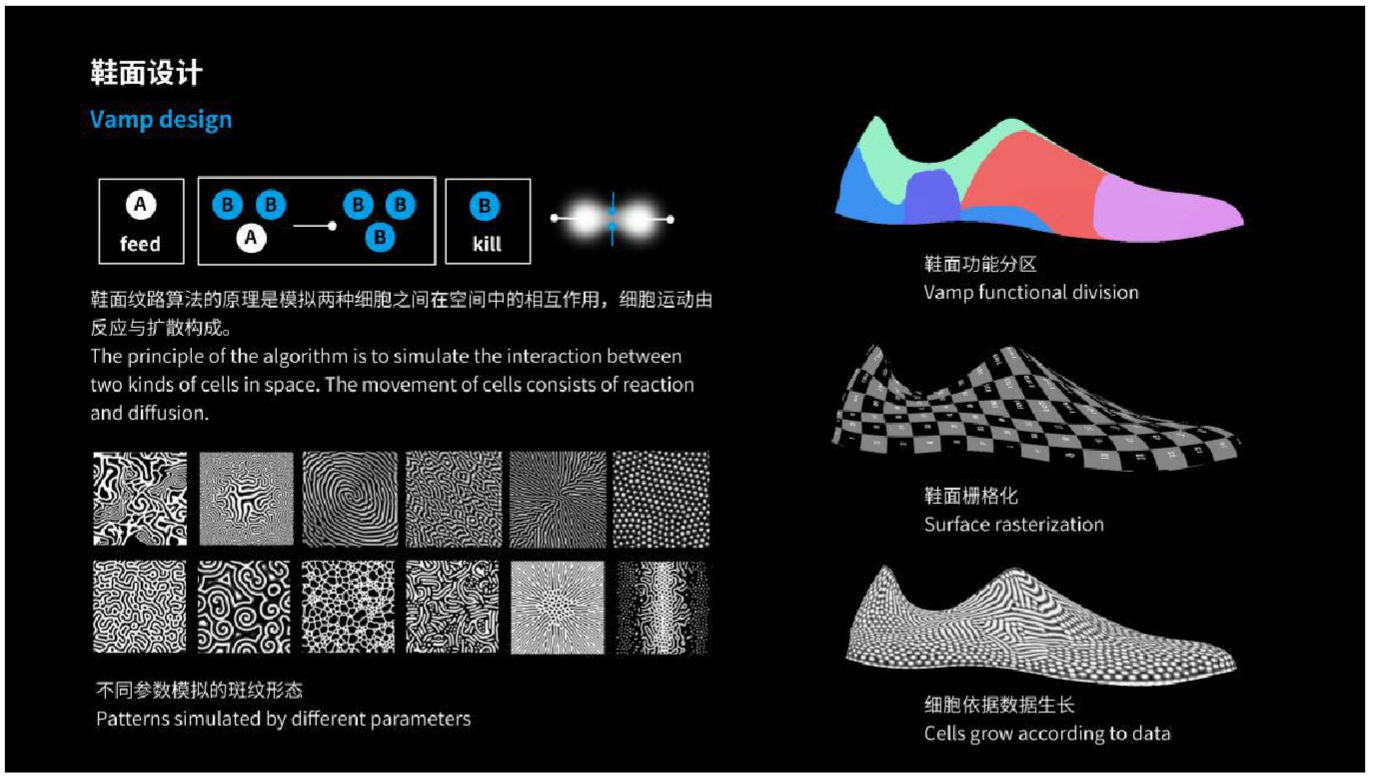 鞋面设计
Vamp design
A
feed
B B
A
B B
B
B
kill
鞋面纹路算法的原理是模拟两种细胞之间在空间中的相互作用，细胞运动由
反应与扩散构成。
The principle of the algorithm is to simulate the interaction between
two kinds of cells in space. The movement of cells consists of reaction
and diffusion.
不同参数模拟的斑纹形态
Patterns simulated by different parameters
鞋面功能分区
Vamp functional division
鞋面栅格化
Surface rasterization
细胞依据数据生长
Cells grow according to data